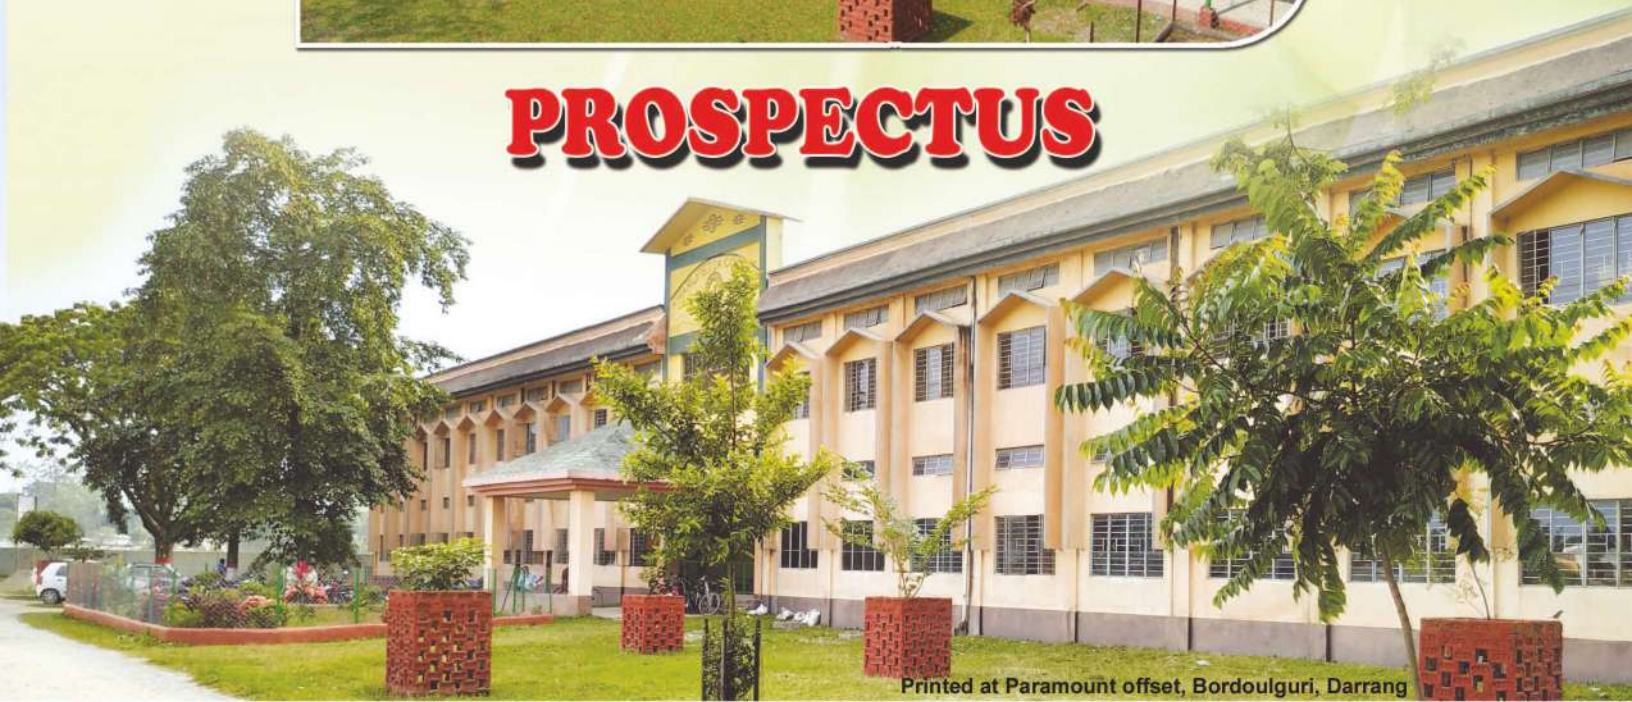 PROSPECTUS
Printed at Paramount offset, Bordoulguri, Darrang